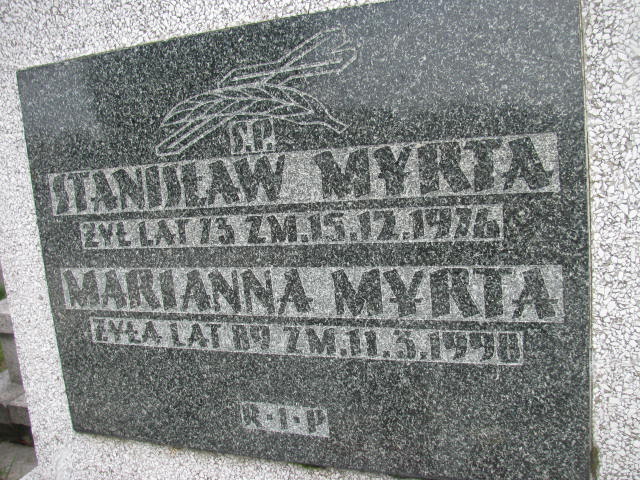 Ś.P.
STANISŁAW MYRTA
ŻYŁ LAT 73 ZM.15.12.1976
MARIANNA MYRTA
ŻYŁA LAT 89 ZM.11.3.1998
R·I·P